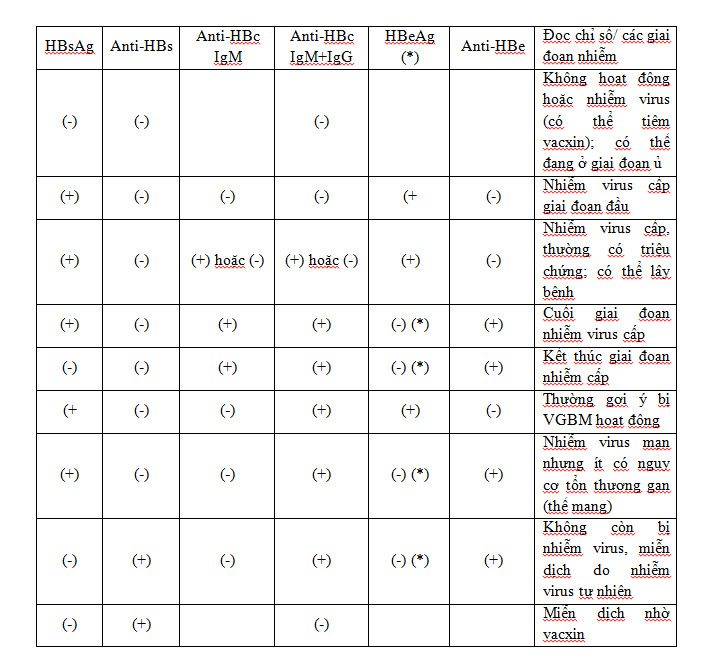 HBsAg Anti-HBs Anti-HBc IgM Anti-HBc IgM+IgG HBeAg (*) Anti-HBe Đọc chỉ số/ các giai đoạn nhiễm
(-) (-) (-) Không hoạt động hoặc nhiễm virus (có thể tiêm vacxin); có thể đang ở giai đoạn ủ
(+) (-) (-) (-) (+ (-) Nhiễm virus cấp giai đoạn đầu
(+) (-) (+) hoặc (-) (+) hoặc (-) (+) (-) Nhiễm virus cấp, thường có triệu chứng; có thể lây bệnh
(+) (-) (+) (+) (-) (*) (+) Cuối giai đoạn nhiễm virus cấp
(-) (-) (+) (+) (-) (*) (+) Kết thúc giai đoạn nhiễm cấp
(+ (-) (-) (+) (+) (-) Thường gợi ý bị VGBM hoạt động
(+) (-) (-) (+) (-) (*) (+) Nhiễm virus mạn nhưng ít có nguy cơ tổn thương gan (thể mang)
(-) (+) (-) (+) (-) (*) (+) Không còn bị nhiễm virus, miễn dịch do nhiễm virus tự nhiên
(-) (+) (-) Miễn dịch nhờ vacxin